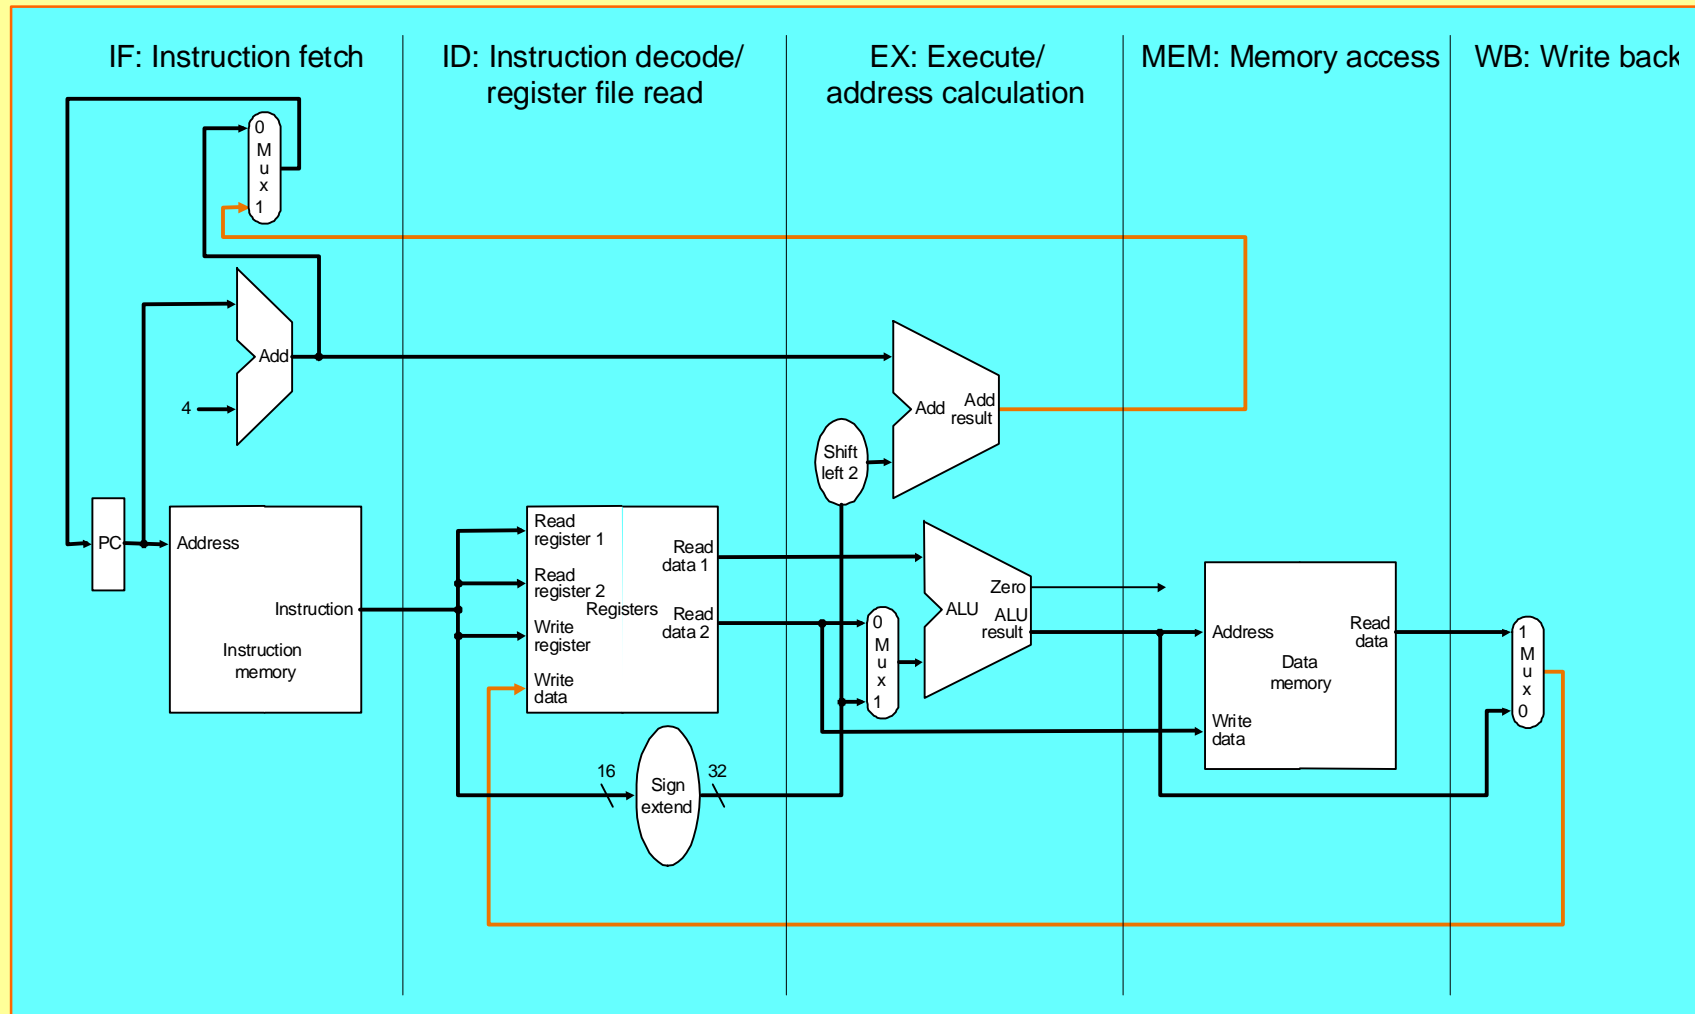 IF: Instruction fetch
ID: Instruction decode/
register file read
EX: Execute/
address calculation
MEM: Memory access
WB: Write back
0
M
u
x
1
Add
4
Add
Add
result
Shift
left 2
PC
Address
Instruction
Instruction
memory
Read
register 1
Read
register 2
Write
register
Write
data
Registers
Read
data 1
Read
data 2
0
M
u
x
1
Zero
ALU
ALU
result
Address
Write
data
Data
memory
Read
data
1
M
u
x
0
16
Sign
extend
32